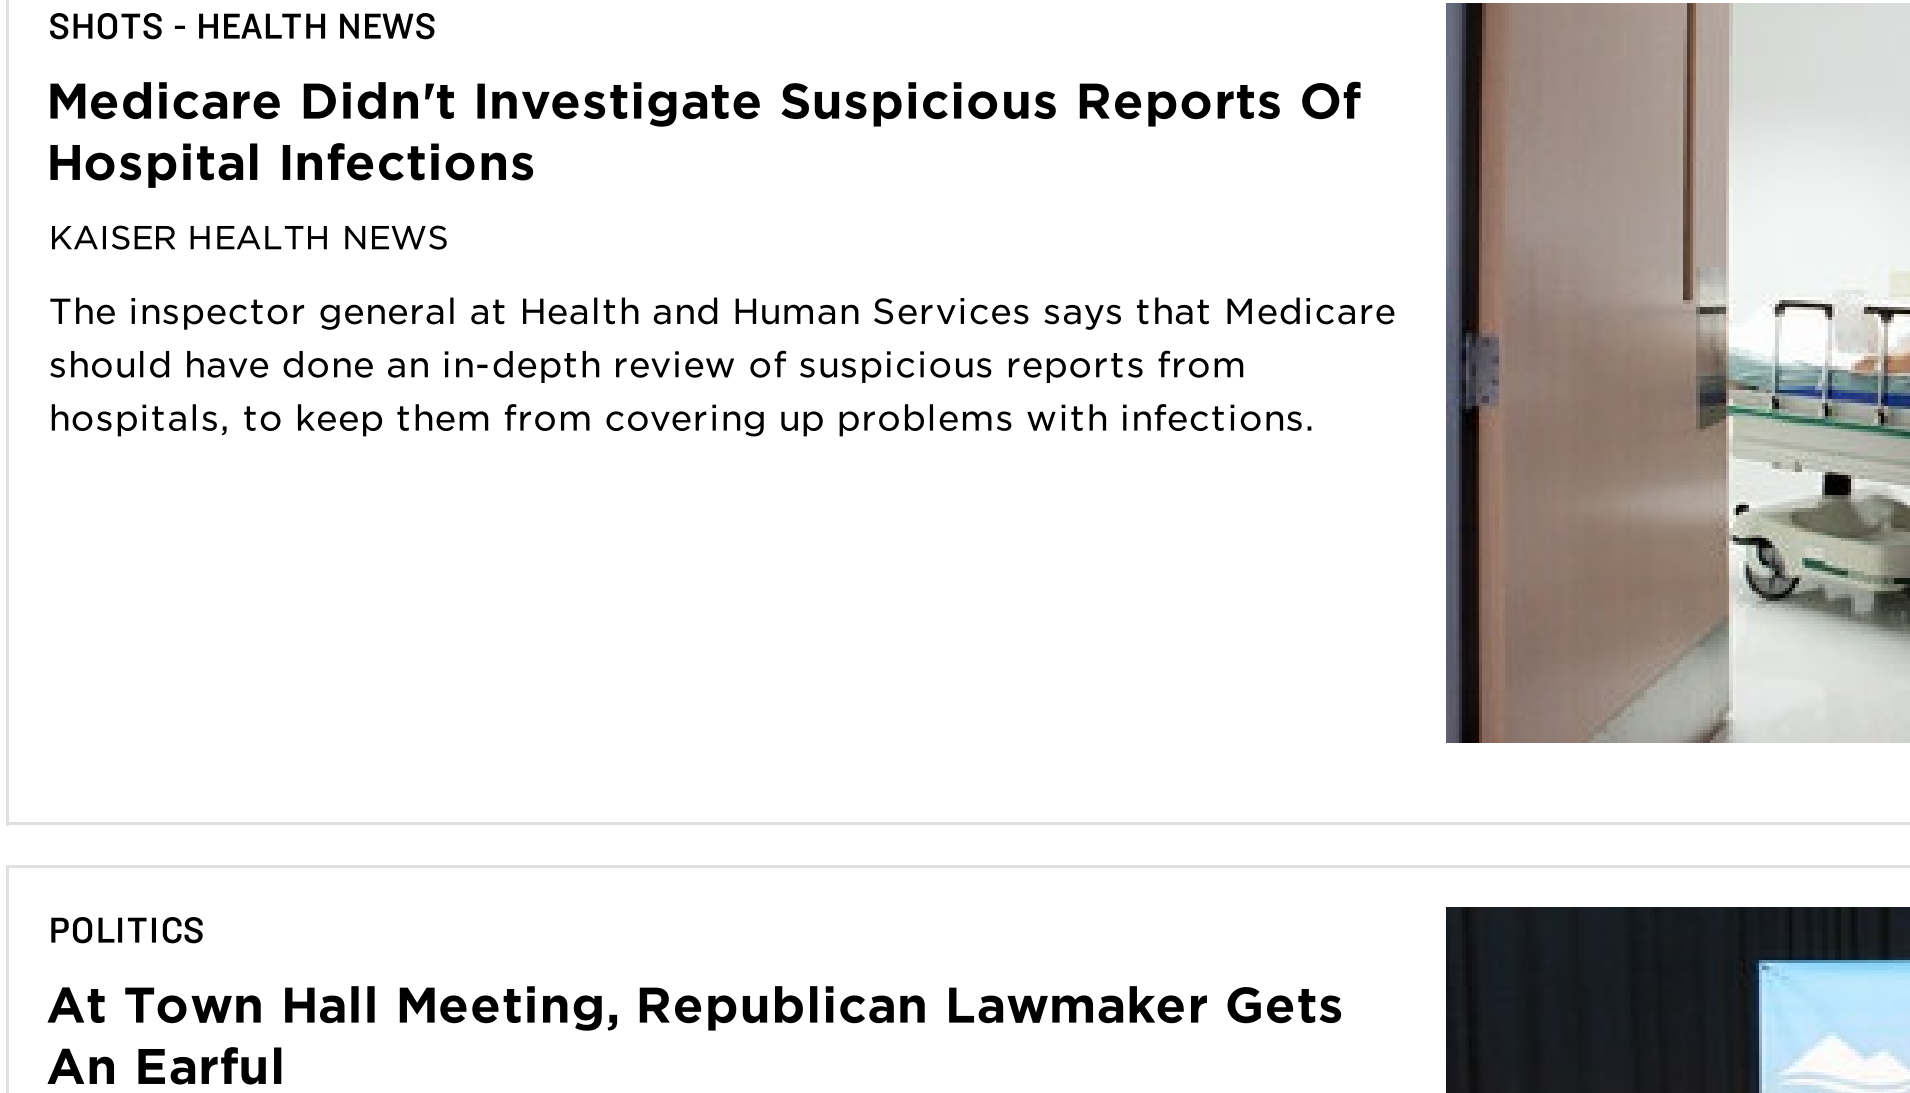 SHOTS - HEALTH NEWS
Medicare Didn't Investigate Suspicious Reports Of
Hospital Infections
KAISER HEALTH NEWS
The inspector general at Health and Human Services says that Medicare
should have done an in-depth review of suspicious reports from
hospitals, to keep them from covering up problems with infections.
POLITICS
At Town Hall Meeting, Republican Lawmaker Gets
An Earful